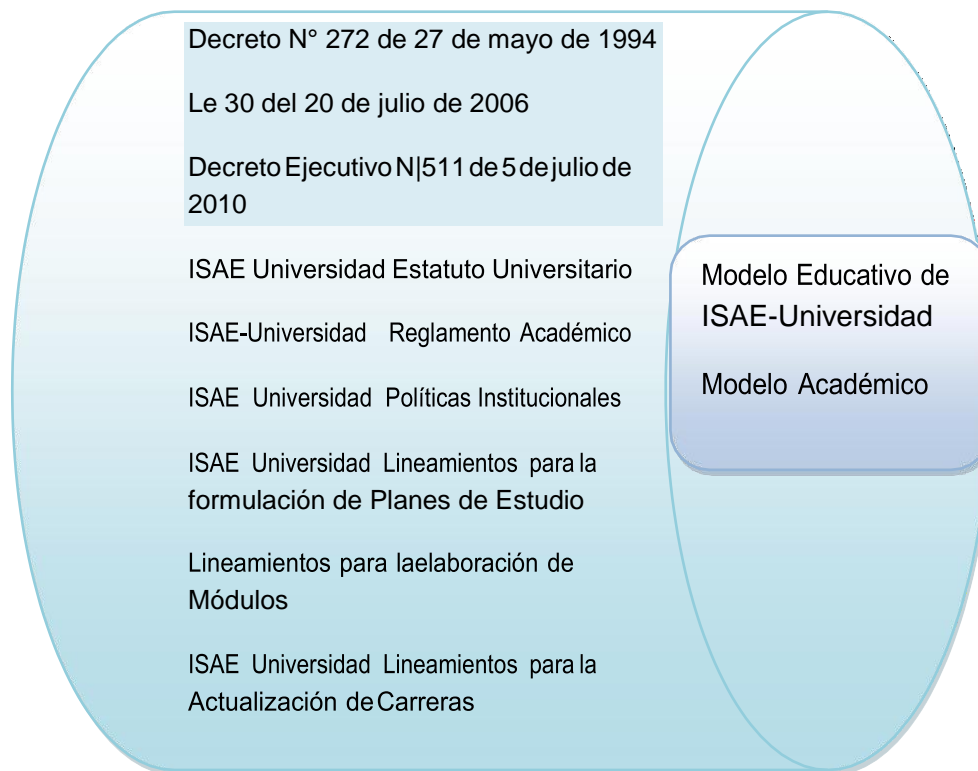 Decreto N° 272 de 27 de mayo de 1994
Le 30 del 20 de julio de 2006
Decreto Ejecutivo N|511 de 5 de julio de
2010
ISAE Universidad Estatuto Universitario
ISAE-Universidad Reglamento Académico
ISAE Universidad Políticas Institucionales
ISAE Universidad Lineamientos para la
formulación de Planes de Estudio
Lineamientos para laelaboración de
Módulos
ISAE Universidad Lineamientos para la
Actualización de Carreras
Modelo Educativo de
ISAE-Universidad
Modelo Académico